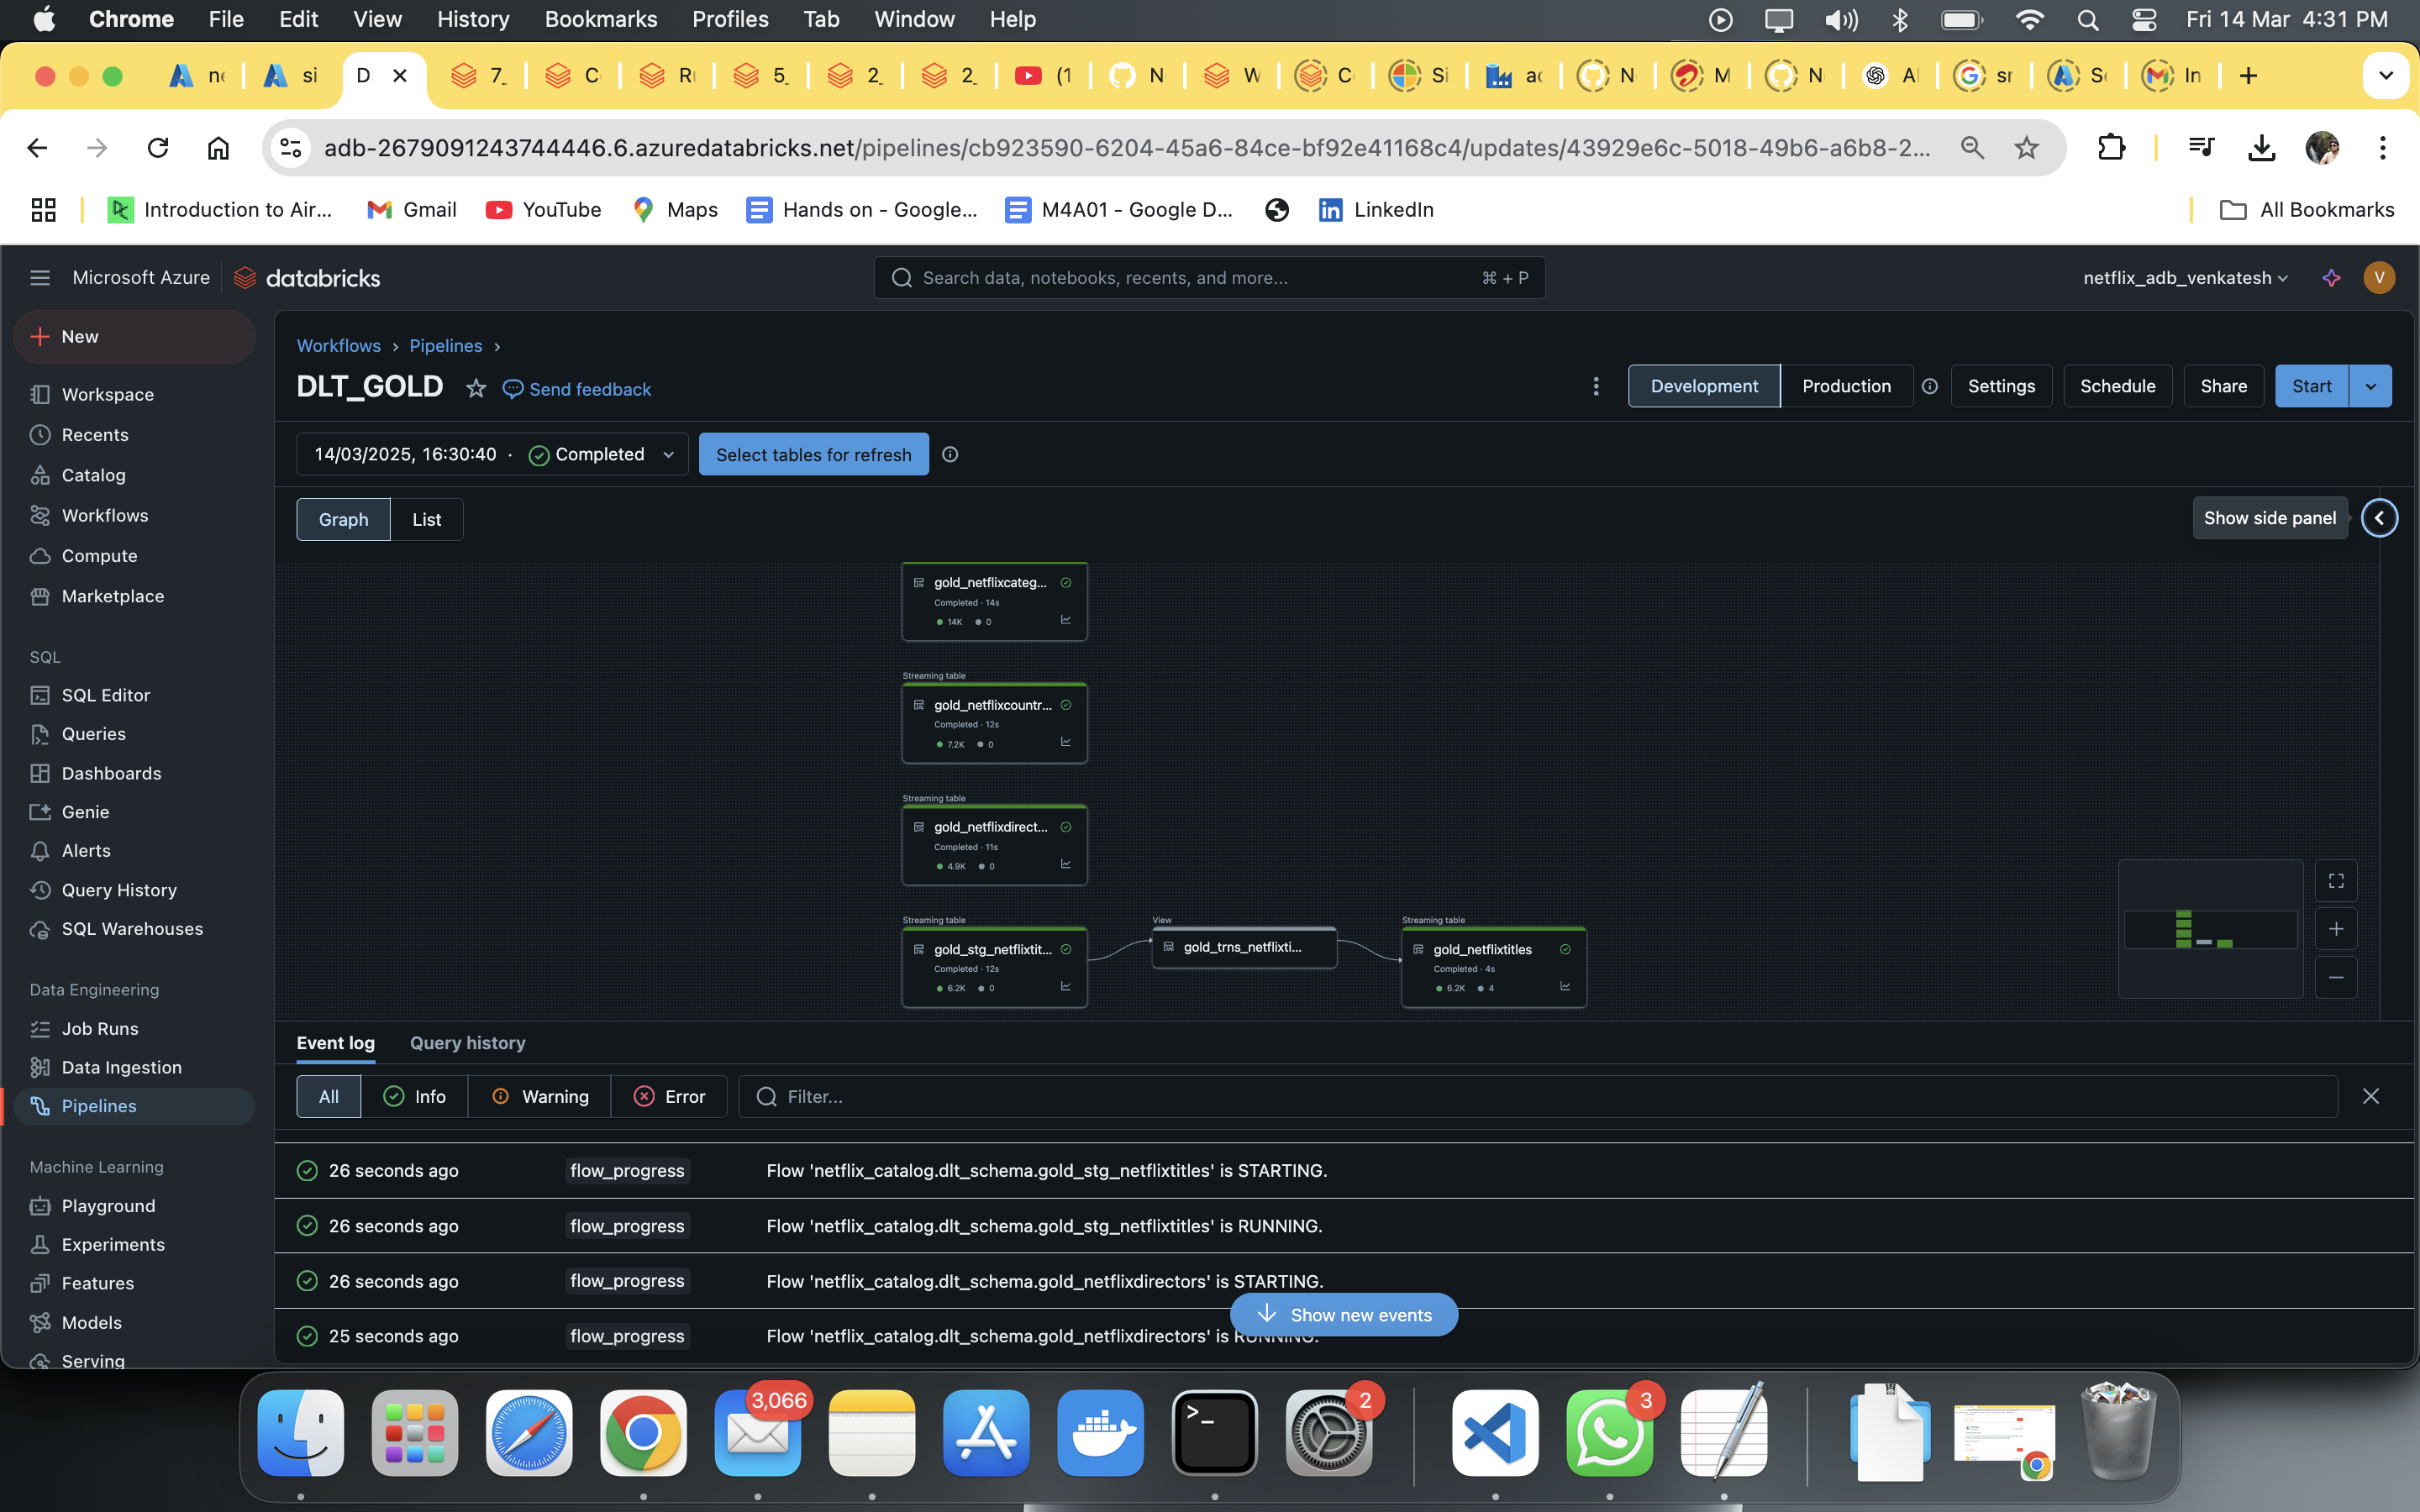 Chrome File Edit View History Bookmarks Profiles Tab Window Help Fri 14 Mar 4:31 PM
ne si D 7_ C R 5_ 2_ 2_ (1 N W C Si ac N M N A sr S In
adb-2679091243744446.6.azuredatabricks.net/pipelines/cb923590-6204-45a6-84ce-bf92e41168c4/updates/43929e6c-5018-49b6-a6b8-2...
Introduction to Air... Gmail YouTube Maps Hands on - Google... M4A01 - Google D... LinkedIn All Bookmarks
Microsoft Azure databricks Search data, notebooks, recents, and more... ⌘ + P netflix_adb_venkatesh V
New
Workspace
Recents
Catalog
Workflows
Compute
Marketplace
SQL
SQL Editor
Queries
Dashboards
Genie
Alerts
Query History
SQL Warehouses
Data Engineering
Job Runs
Data Ingestion
Pipelines
Machine Learning
Playground
Experiments
Features
Models
Serving
Workflows › Pipelines ›
DLT_GOLD Send feedback Development Production Settings Schedule Share Start
14/03/2025, 16:30:40 · Completed Select tables for refresh
Graph List Show side panel
gold_netflixcateg...
Completed · 14s
14K 0
Streaming table
gold_netflixcountr...
Completed · 12s
7.2K 0
Streaming table
gold_netflixdirect...
Completed · 11s
4.9K 0
Streaming table View Streaming table
gold_stg_netflixtit... gold_trns_netflixti... gold_netflixtitles
Completed · 12s Completed · 4s
6.2K 0 6.2K 4
Event log Query history
All Info Warning Error Filter...
26 seconds ago flow_progress Flow 'netflix_catalog.dlt_schema.gold_stg_netflixtitles' is STARTING.
26 seconds ago flow_progress Flow 'netflix_catalog.dlt_schema.gold_stg_netflixtitles' is RUNNING.
26 seconds ago flow_progress Flow 'netflix_catalog.dlt_schema.gold_netflixdirectors' is STARTING.
Show new events
25 seconds ago flow_progress Flow 'netflix_catalog.dlt_schema.gold_netflixdirectors' is RUNNING.
3,066 2 3